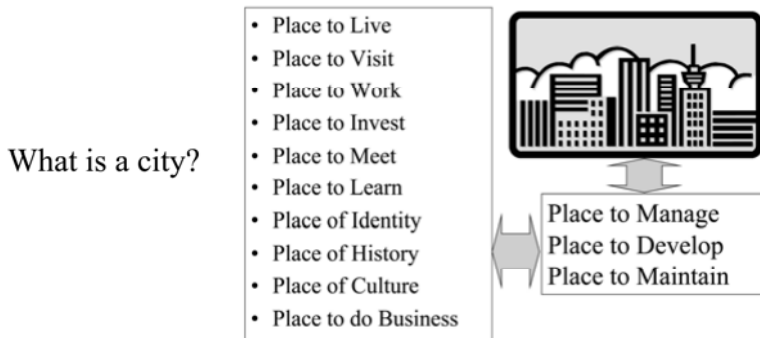 What is a city?
• Place to Live
• Place to Visit
• Place to Work
• Place to Invest
• Place to Meet
• Place to Learn
• Place of Identity
• Place of History
• Place of Culture
• Place to do Business
Place to Manage
Place to Develop
Place to Maintain